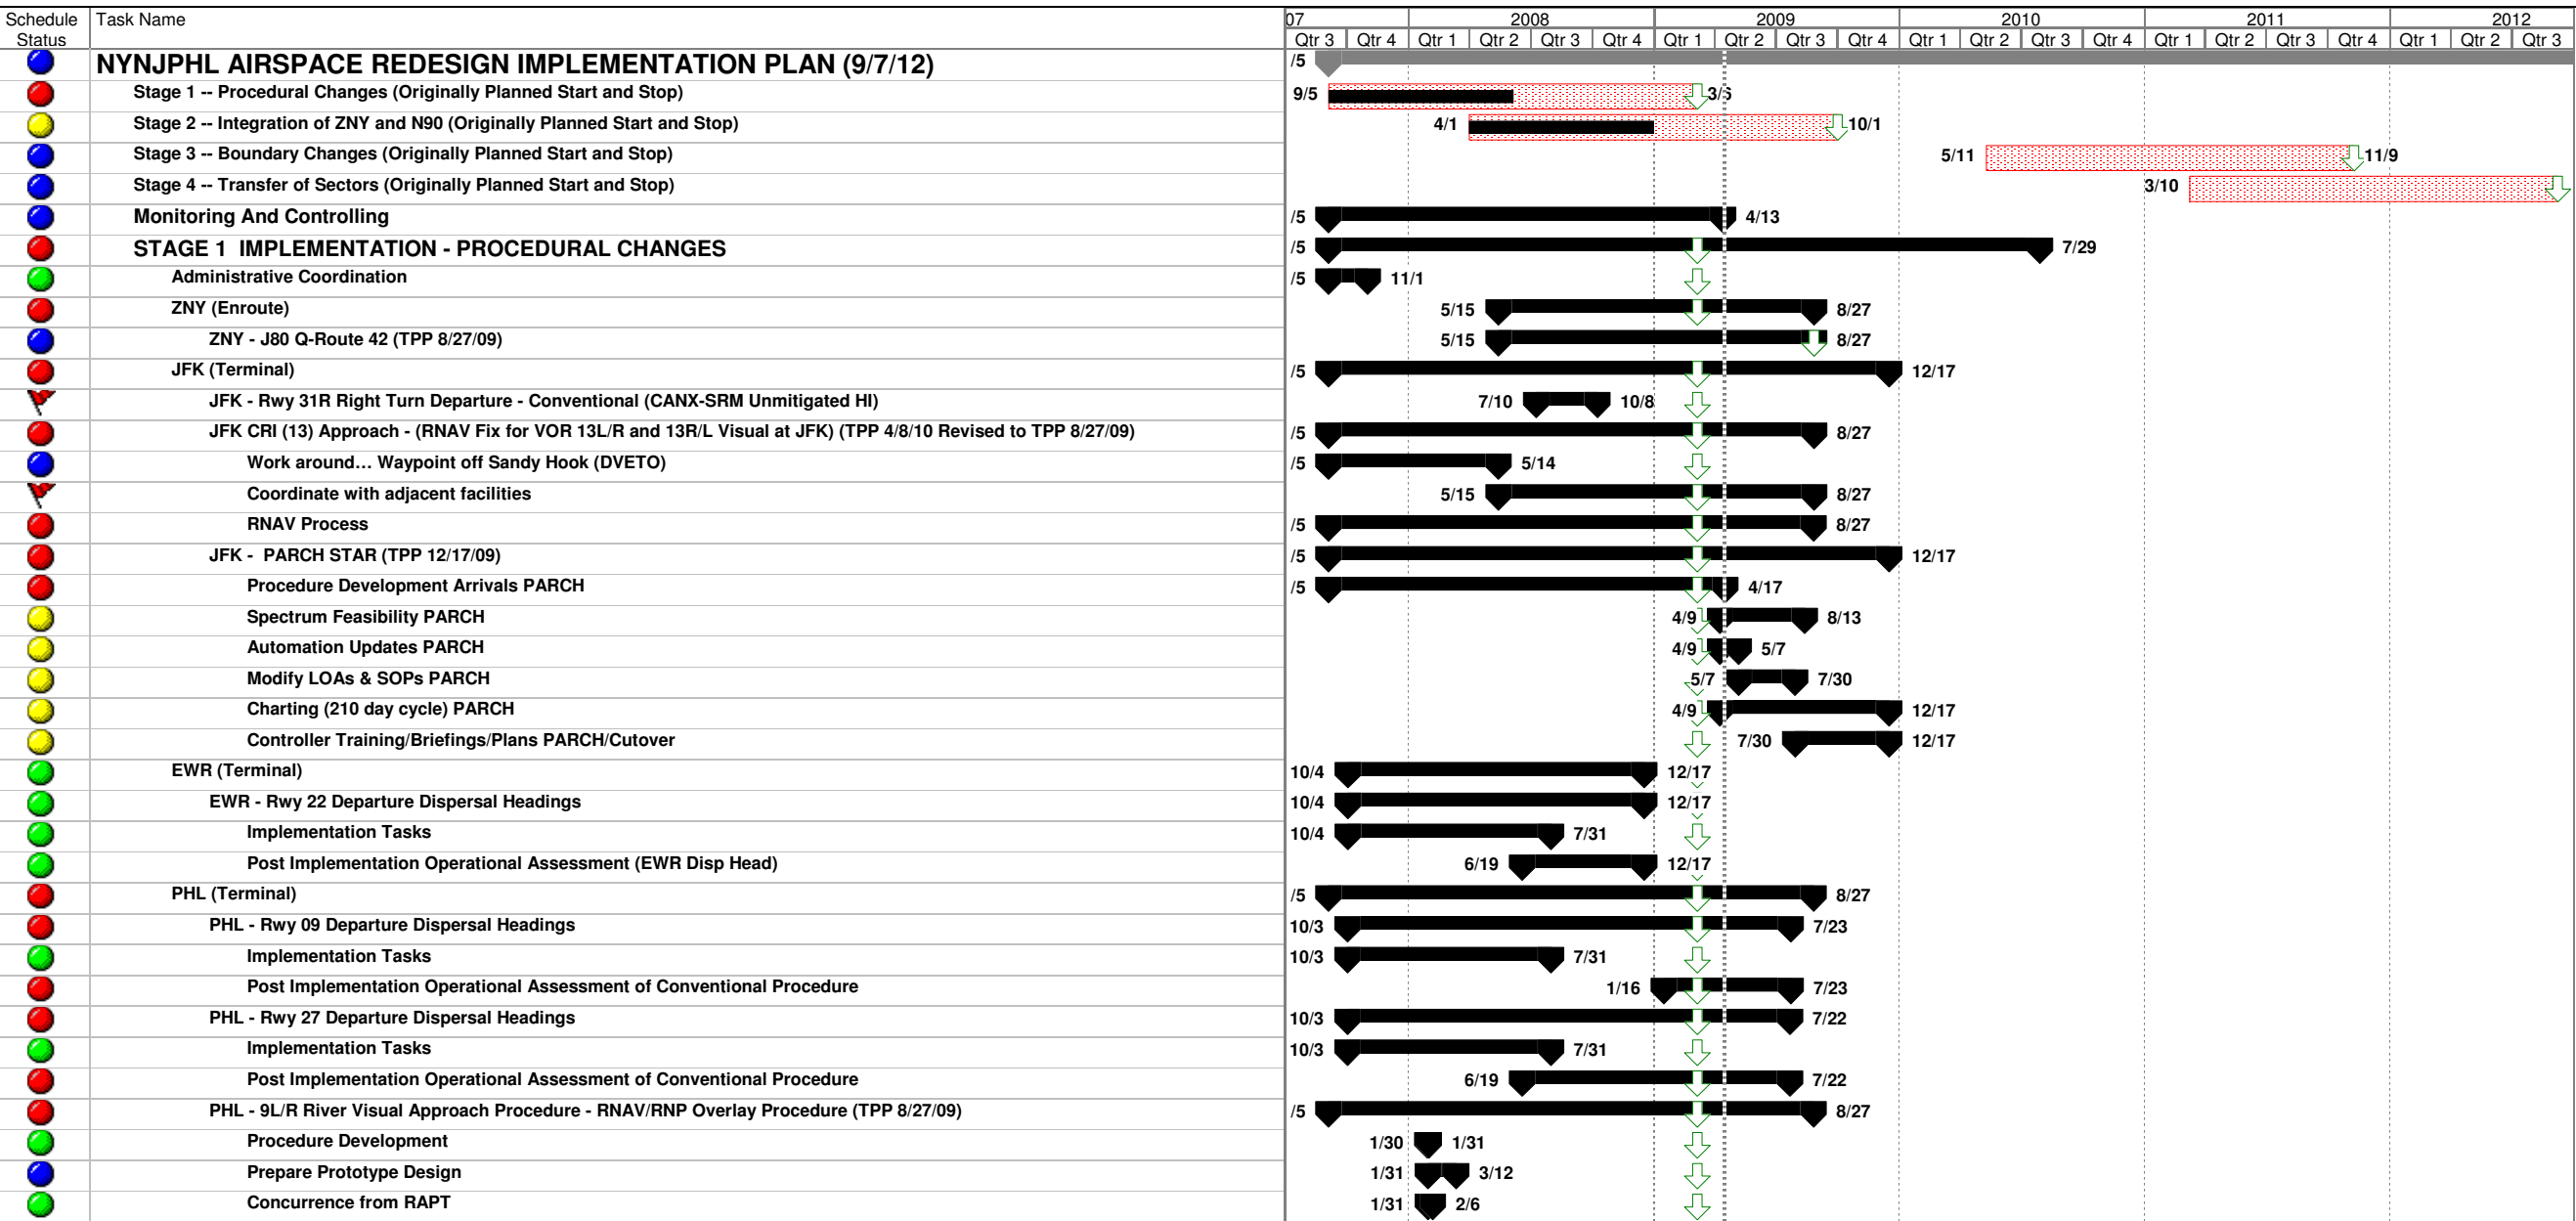 Schedule Status Task Name 07 2008 2009 2010 2011 2012
Qtr 3 Qtr 4 Qtr 1 Qtr 2 Qtr 3 Qtr 4 Qtr 1 Qtr 2 Qtr 3 Qtr 4 Qtr 1 Qtr 2 Qtr 3 Qtr 4 Qtr 1 Qtr 2 Qtr 3 Qtr 4 Qtr 1 Qtr 2 Qtr 3
NYNJPHL AIRSPACE REDESIGN IMPLEMENTATION PLAN (9/7/12) /5
Stage 1 -- Procedural Changes (Originally Planned Start and Stop) 9/5 3/6
Stage 2 -- Integration of ZNY and N90 (Originally Planned Start and Stop) 4/1 10/1
Stage 3 -- Boundary Changes (Originally Planned Start and Stop) 5/11 11/9
Stage 4 -- Transfer of Sectors (Originally Planned Start and Stop) 3/10
Monitoring And Controlling /5 4/13
STAGE 1 IMPLEMENTATION - PROCEDURAL CHANGES /5 7/29
Administrative Coordination /5 11/1
ZNY (Enroute) 5/15 8/27
ZNY - J80 Q-Route 42 (TPP 8/27/09) 5/15 8/27
JFK (Terminal) /5 12/17
JFK - Rwy 31R Right Turn Departure - Conventional (CANX-SRM Unmitigated HI) 7/10 10/8
JFK CRI (13) Approach - (RNAV Fix for VOR 13L/R and 13R/L Visual at JFK) (TPP 4/8/10 Revised to TPP 8/27/09) /5 8/27
Work around... Waypoint off Sandy Hook (DVETO) /5 5/14
Coordinate with adjacent facilities 5/15 8/27
RNAV Process /5 8/27
JFK - PARCH STAR (TPP 12/17/09) /5 12/17
Procedure Development Arrivals PARCH /5 4/17
Spectrum Feasibility PARCH 4/9 8/13
Automation Updates PARCH 4/9 5/7
Modify LOAs & SOPs PARCH 5/7 7/30
Charting (210 day cycle) PARCH 4/9 12/17
Controller Training/Briefings/Plans PARCH/Cutover 7/30 12/17
EWR (Terminal) 10/4 12/17
EWR - Rwy 22 Departure Dispersal Headings 10/4 12/17
Implementation Tasks 10/4 7/31
Post Implementation Operational Assessment (EWR Disp Head) 6/19 12/17
PHL (Terminal) /5 8/27
PHL - Rwy 09 Departure Dispersal Headings 10/3 7/23
Implementation Tasks 10/3 7/31
Post Implementation Operational Assessment of Conventional Procedure 1/16 7/23
PHL - Rwy 27 Departure Dispersal Headings 10/3 7/22
Implementation Tasks 10/3 7/31
Post Implementation Operational Assessment of Conventional Procedure 6/19 7/22
PHL - 9L/R River Visual Approach Procedure - RNAV/RNP Overlay Procedure (TPP 8/27/09) /5 8/27
Procedure Development 1/30 1/31
Prepare Prototype Design 1/31 3/12
Concurrence from RAPT 1/31 2/6